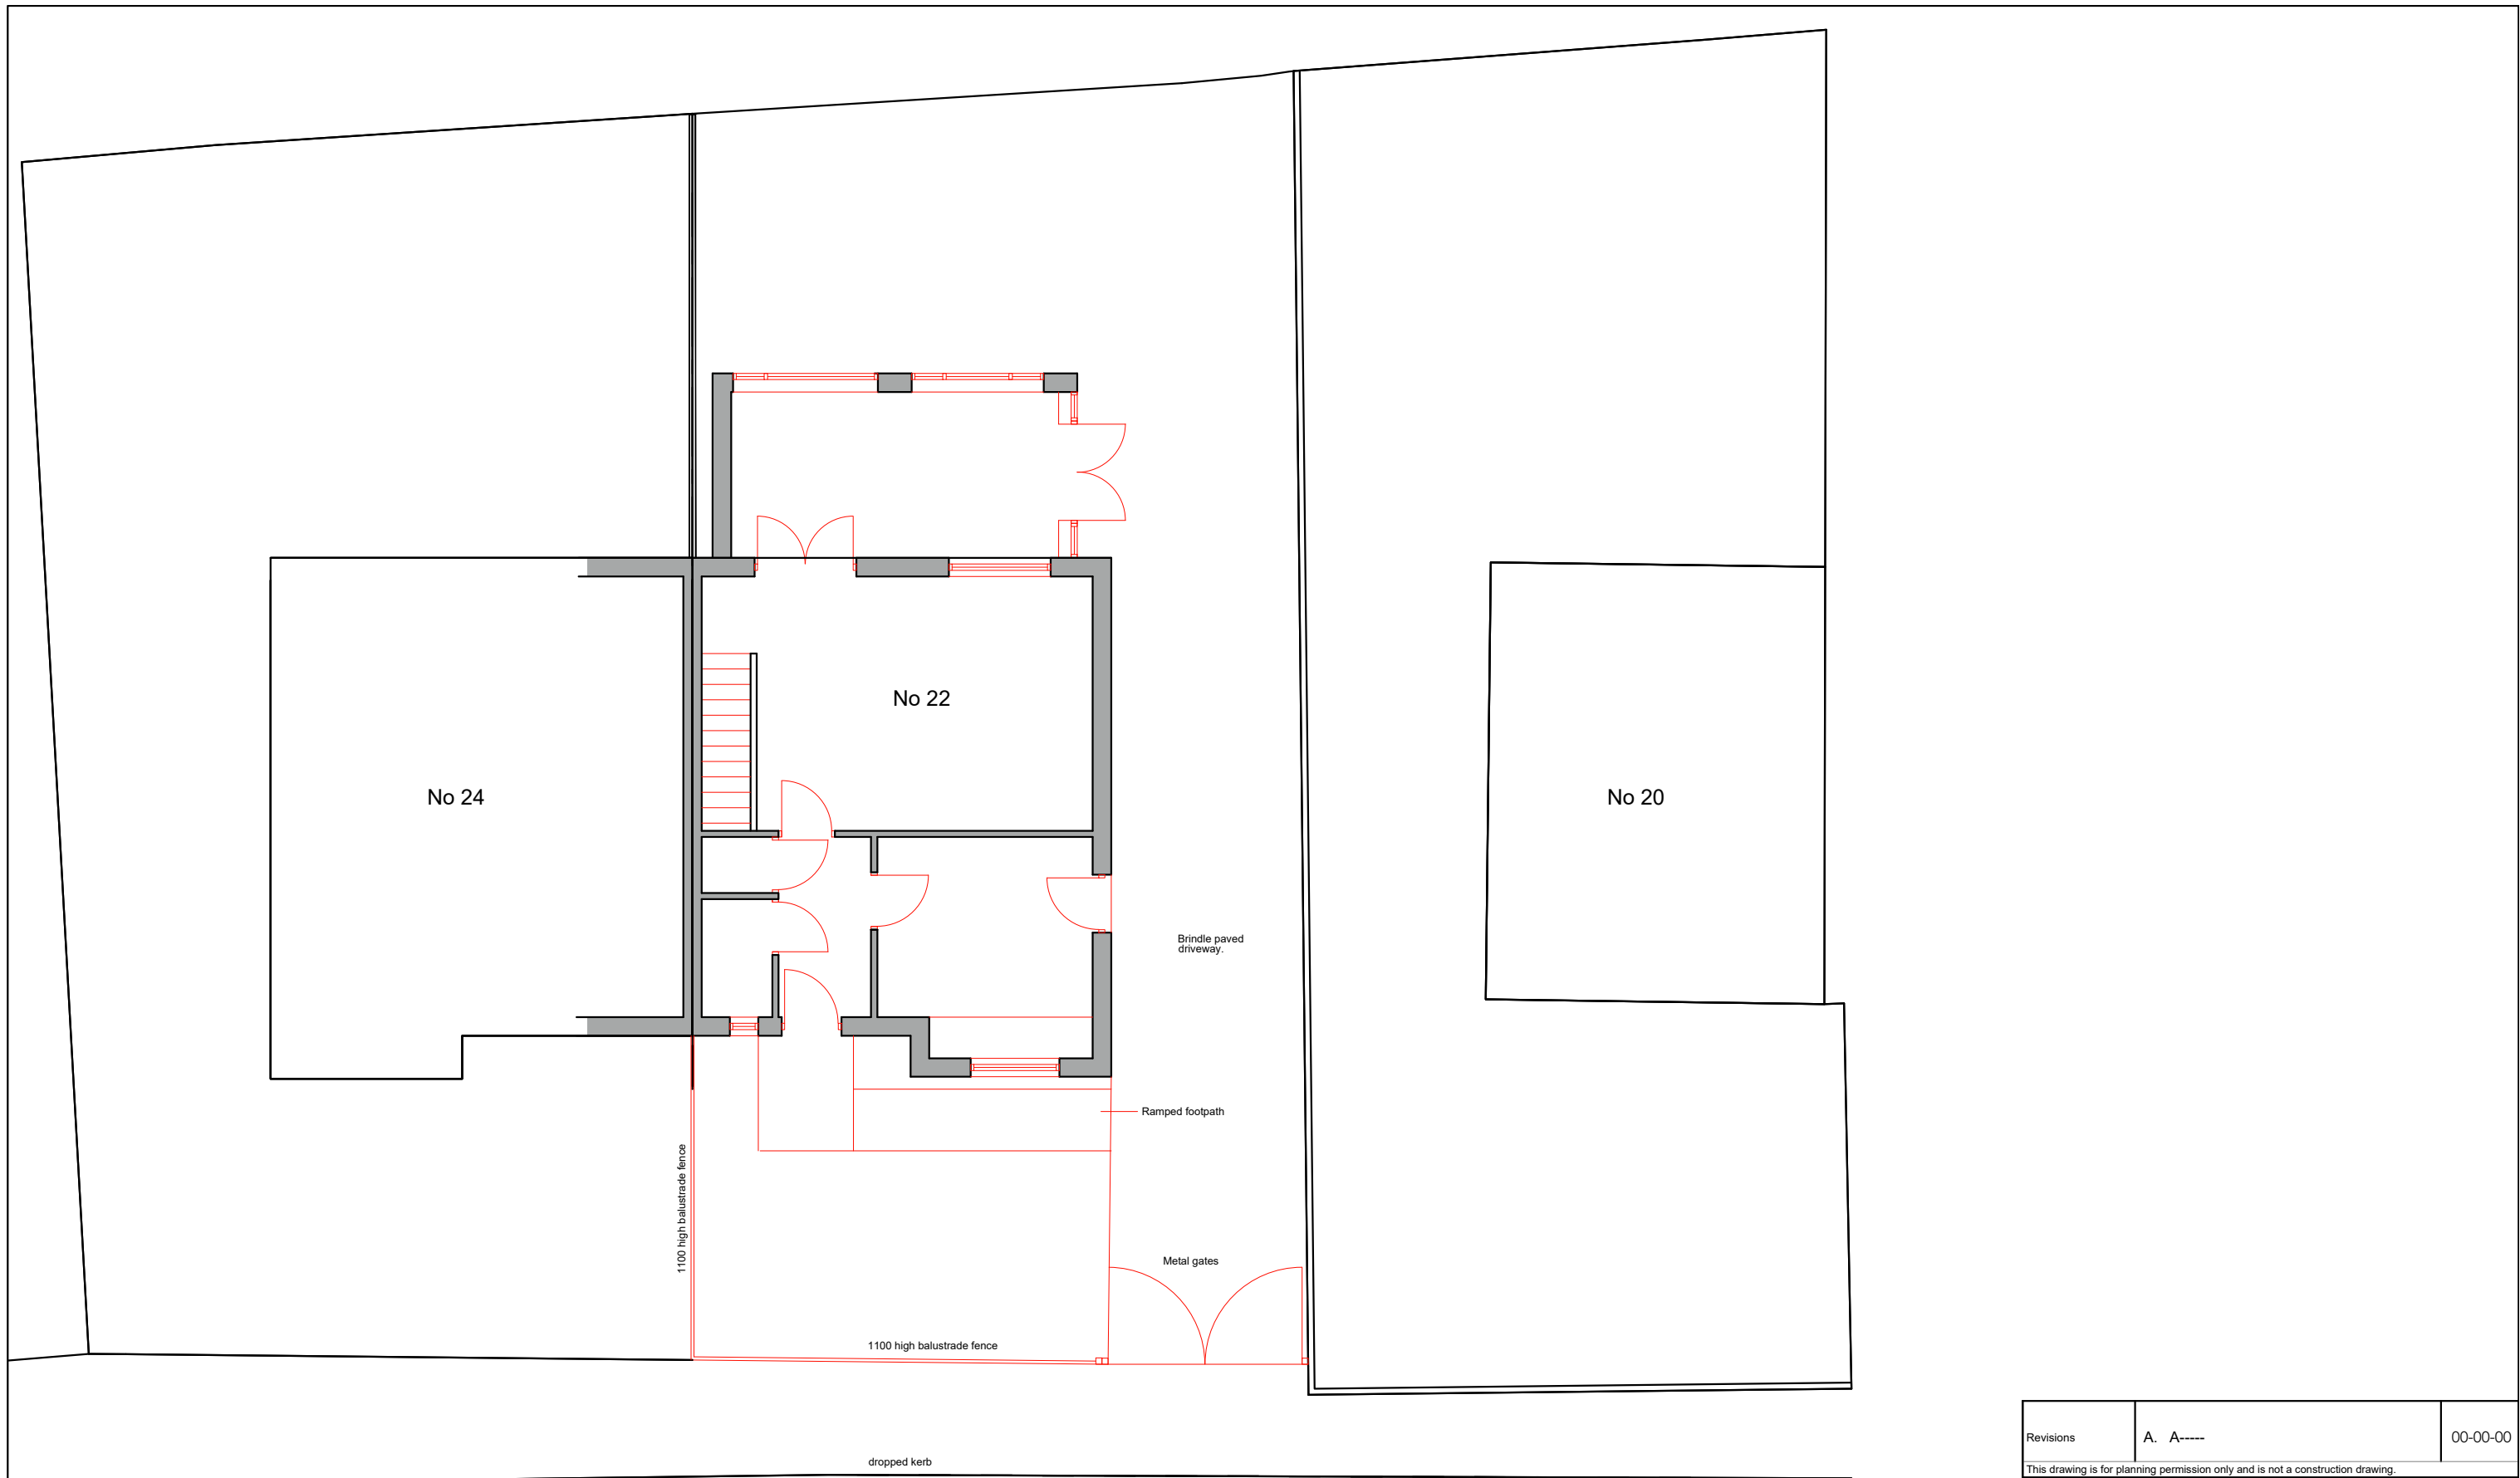 No 22
No 24
No 20
Brindle paved
driveway.
Ramped footpath
1100 high balustrade fence
Metal gates
1100 high balustrade fence
dropped kerb
Revisions
A. A-----
00-00-00
This drawing is for planning permission only and is not a construction drawing.